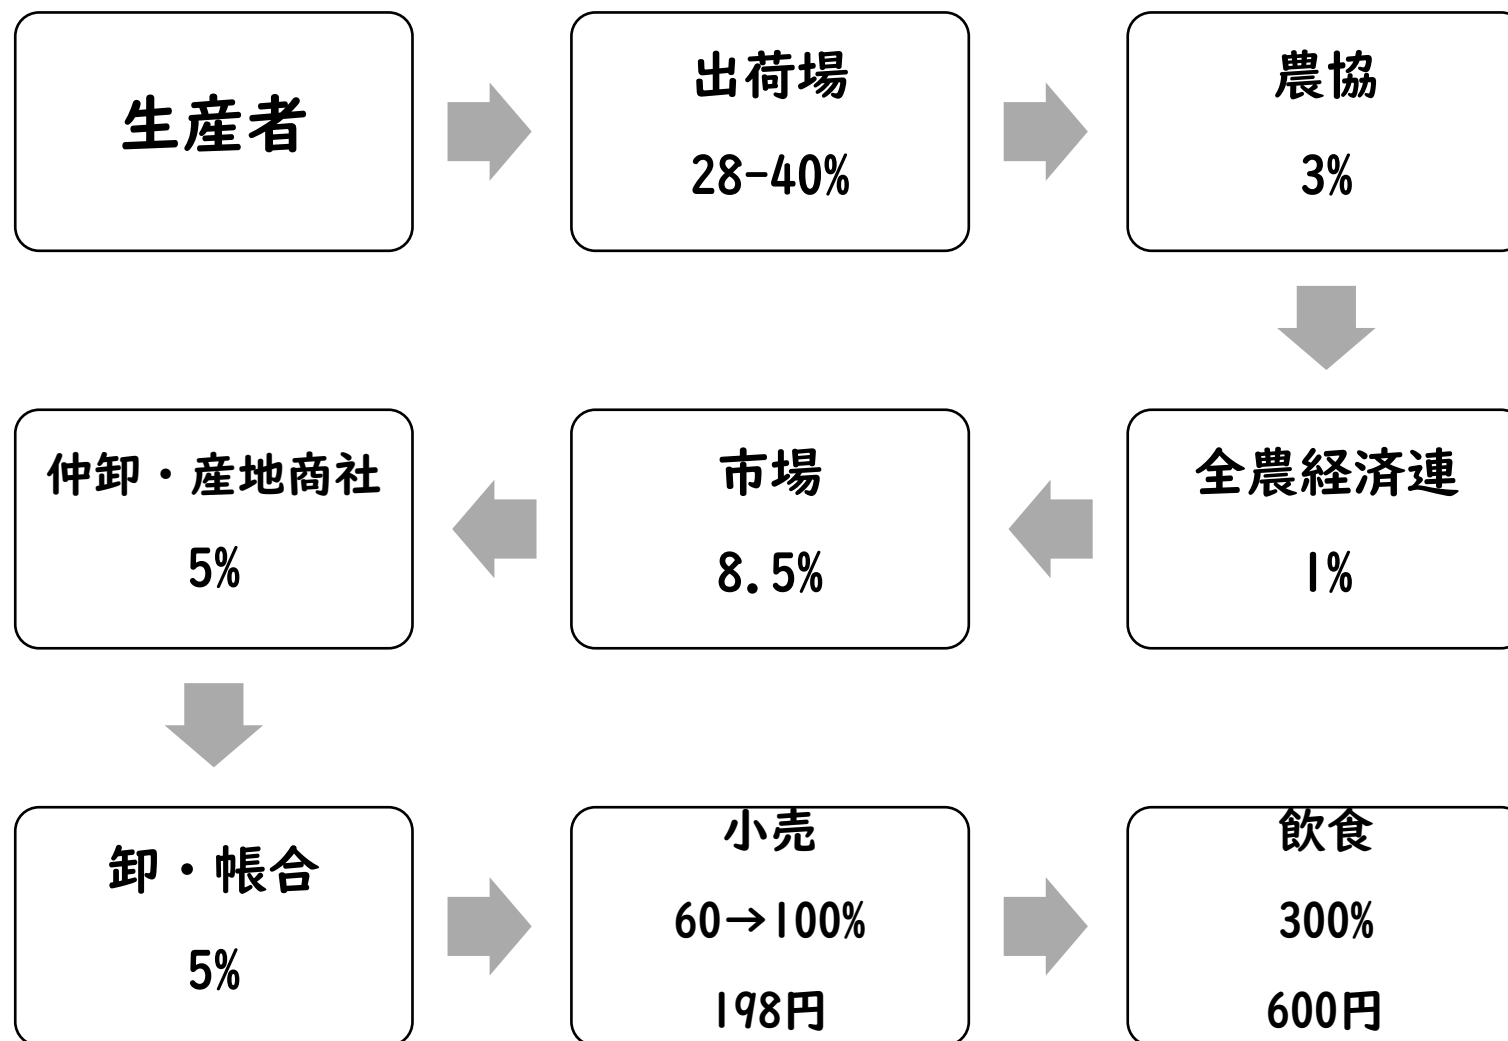 生産者
出荷場
28-40%
農協
3%
全農経済連
1%
市場
8.5%
仲卸・産地商社
5%
卸・帳合
5%
小売
60→100%
198円
飲食
300%
600円